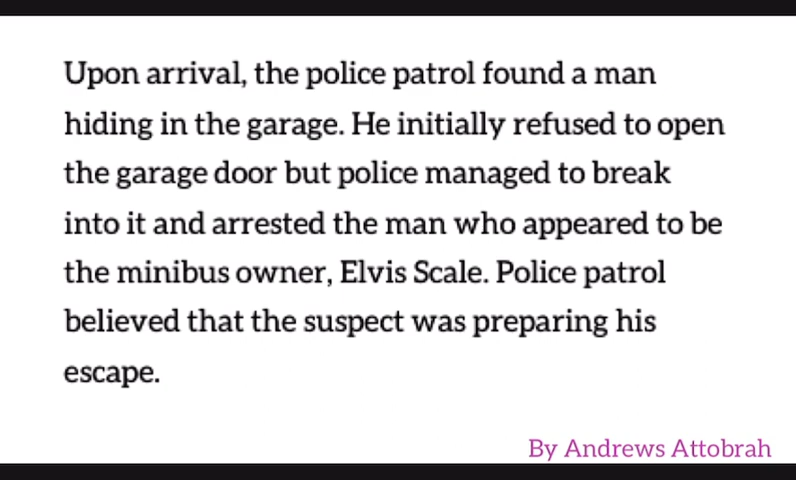 Upon arrival, the police patrol found a man
hiding in the garage. He initially refused to open
the garage door but police managed to break
into it and arrested the man who appeared to be
the minibus owner, Elvis Scale. Police patrol
believed that the suspect was preparing his
escape.
By Andrews Attobrah